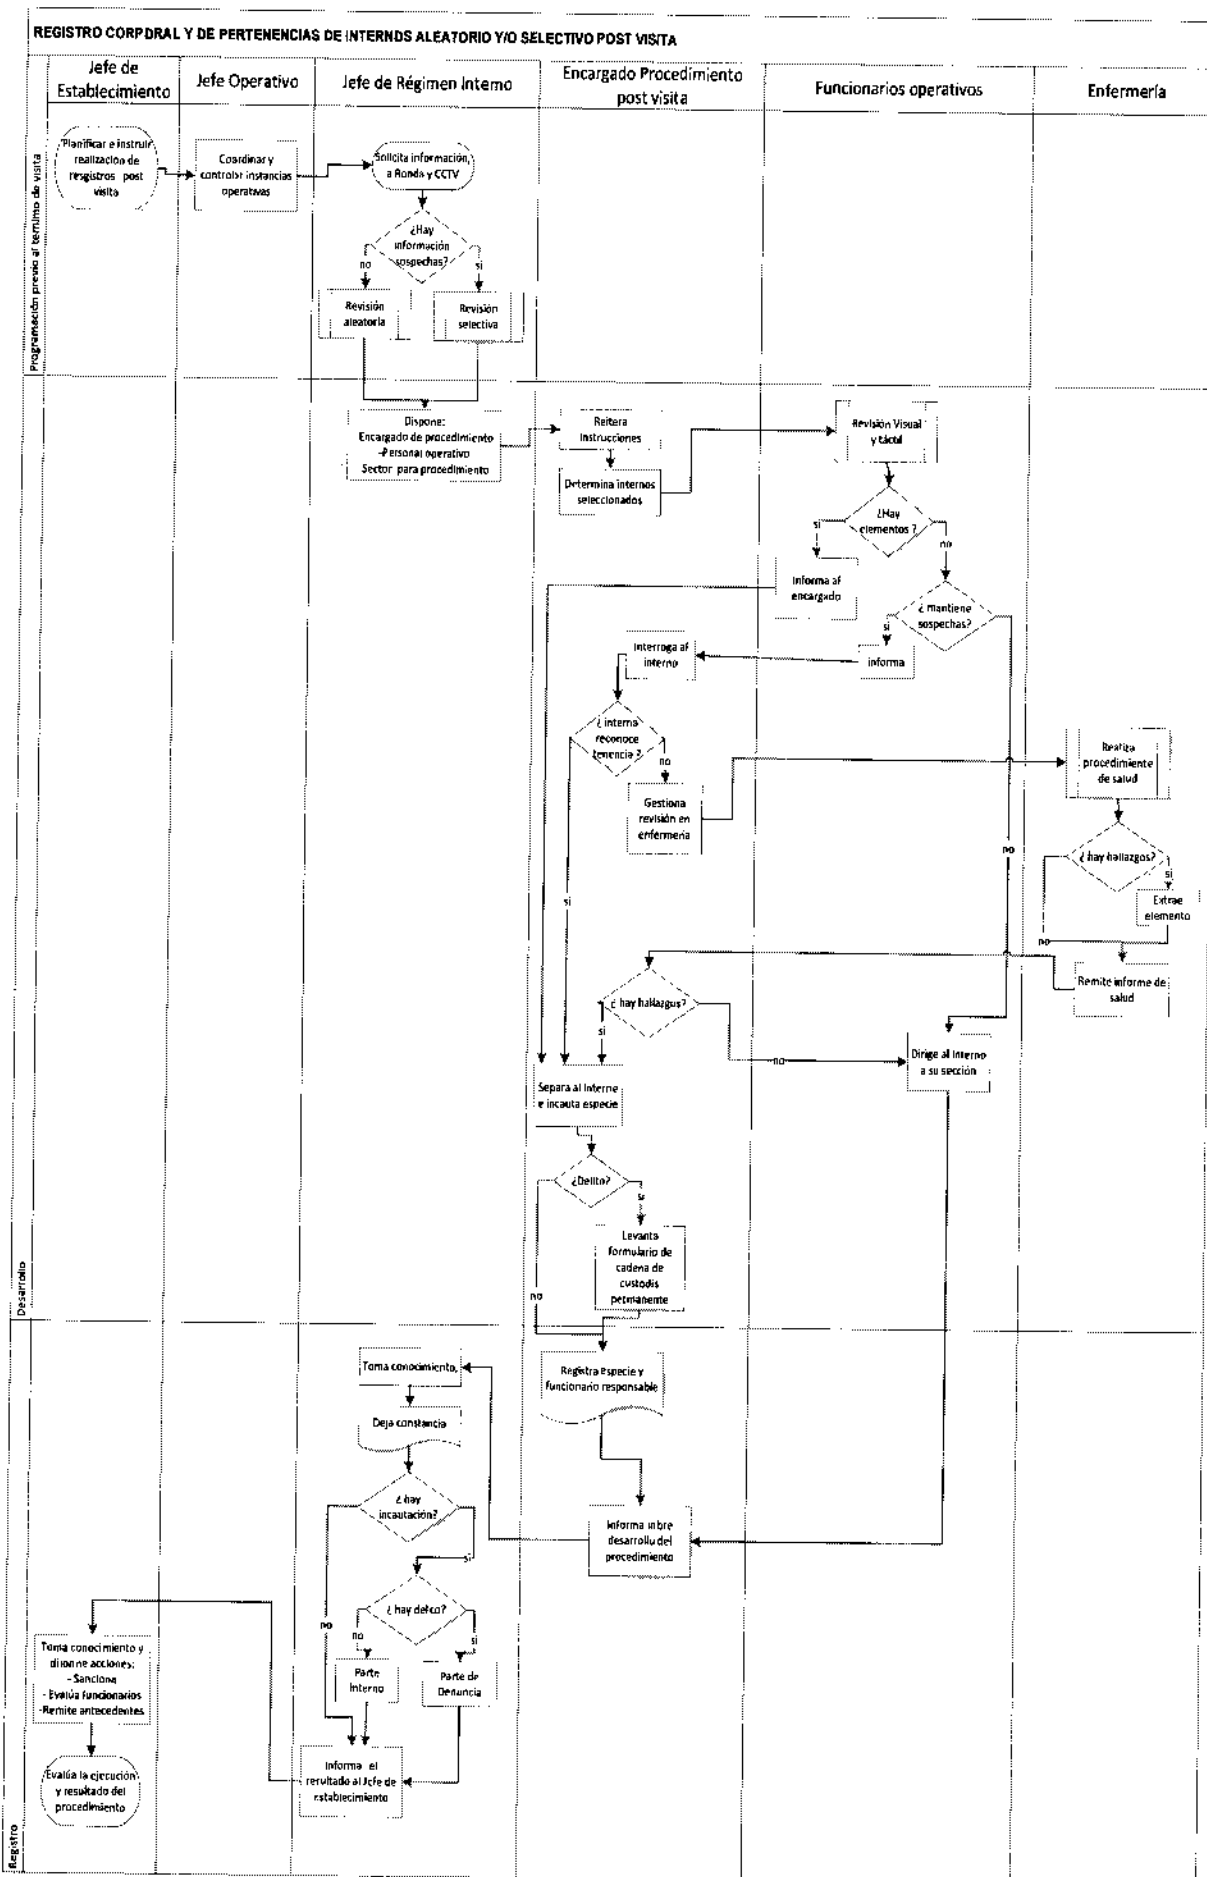 REGISTRO CORPORAL Y DE PERTENENCIAS DE INTERNOS ALEATORIO Y/O SELECTIVO POST VISITA
Jefe de
Establecimiento
Jefe Operativo
Jefe de Régimen Interno
Encargado Procedimiento
post visita
Funcionarios operativos
Enfermería
Programación previo al termimo de visita
Planificar e instruir
realización de
resgistros post
visita
Coordinar y
controlar instancias
operativas
Solicita información,
a Ronda y CCTV
¿Hay
información
sospechas?
no
si
Revisión
aleatoria
Revisión
selectiva
Desarrollo
Dispone:
Encargado de procedimiento
-Personal operativo
Sector para procedimiento
Reitera
Instrucciones
Determina internos
seleccionados
Revisión Visual
y táctil
¿Hay
elementos ?
si
no
Informa al
encargado
¿ mantiene
sospechas?
si
no
informa
Interroga al
interno
¿ interno
reconoce
tenencia ?
si
no
Gestiona
revisión en
enfermería
Realiza
procedimiento
de salud
¿ hay hallazgos?
si
no
Extrae
elemento
Remite informe de
salud
¿ hay hallazgos?
si
no
Dirige al Interno
a su sección
Separa al Interno
e incauta especie
¿Delito?
si
no
Levanta
formulario de
cadena de
custodis
permanente
Registro
Registra especie y
funcionario responsable
Toma conocimiento,
Deja constancia
¿ hay
incautación?
si
no
Informa
desarrollo del
procedimiento
¿ hay
no
si
Parte
Interno
Parte de
Denuncia
Informa el
resultado al Jefe de
Establecimiento
Toma conocimiento y
acciones:
- Sanciona
- Evalúa funcionarios
-Remite antecedentes
Evalúa la ejecución
y resultado del
procedimiento